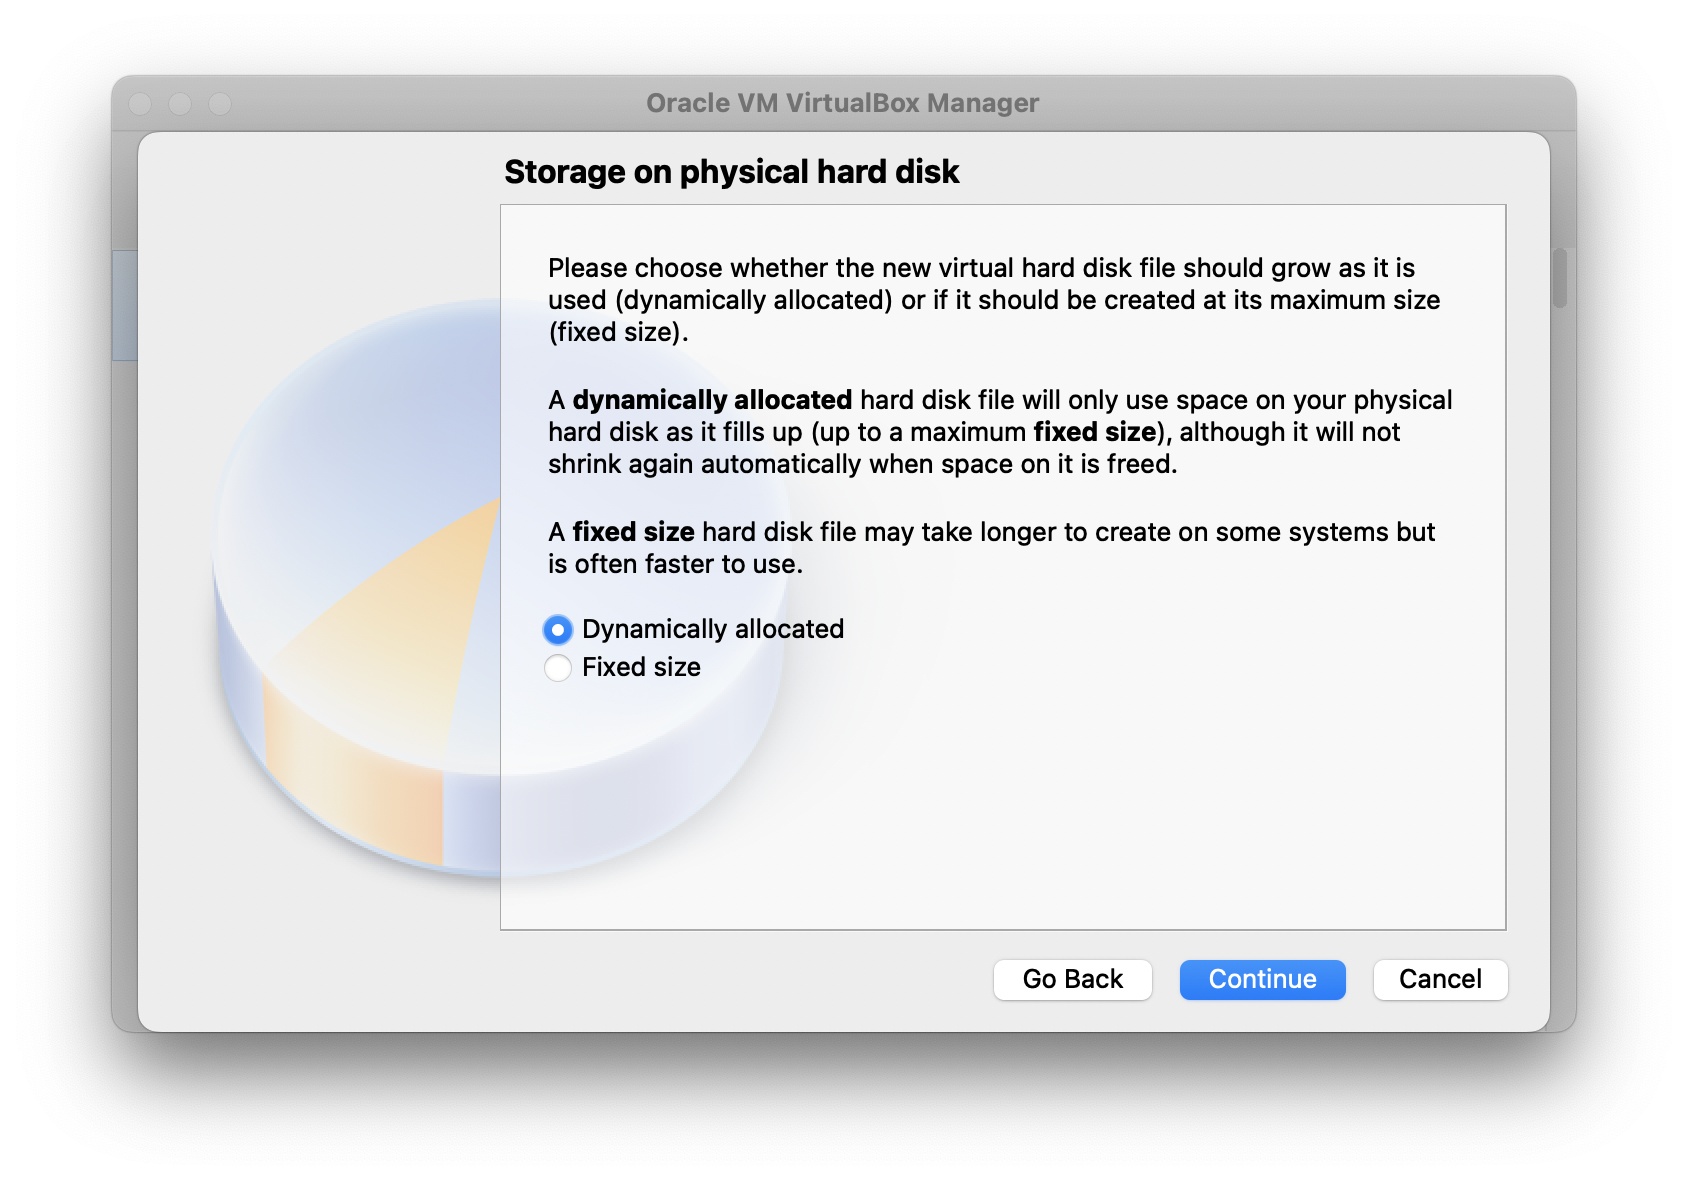 Oracle VM VirtualBox Manager
Storage on physical hard disk
Please choose whether the new virtual hard disk file should grow as it is
used (dynamically allocated) or if it should be created at its maximum size
(fixed size).
A dynamically allocated hard disk file will only use space on your physical
hard disk as it fills up (up to a maximum fixed size), although it will not
shrink again automatically when space on it is freed.
A fixed size hard disk file may take longer to create on some systems but
is often faster to use.
Dynamically allocated
Fixed size
Go Back
Continue
Cancel